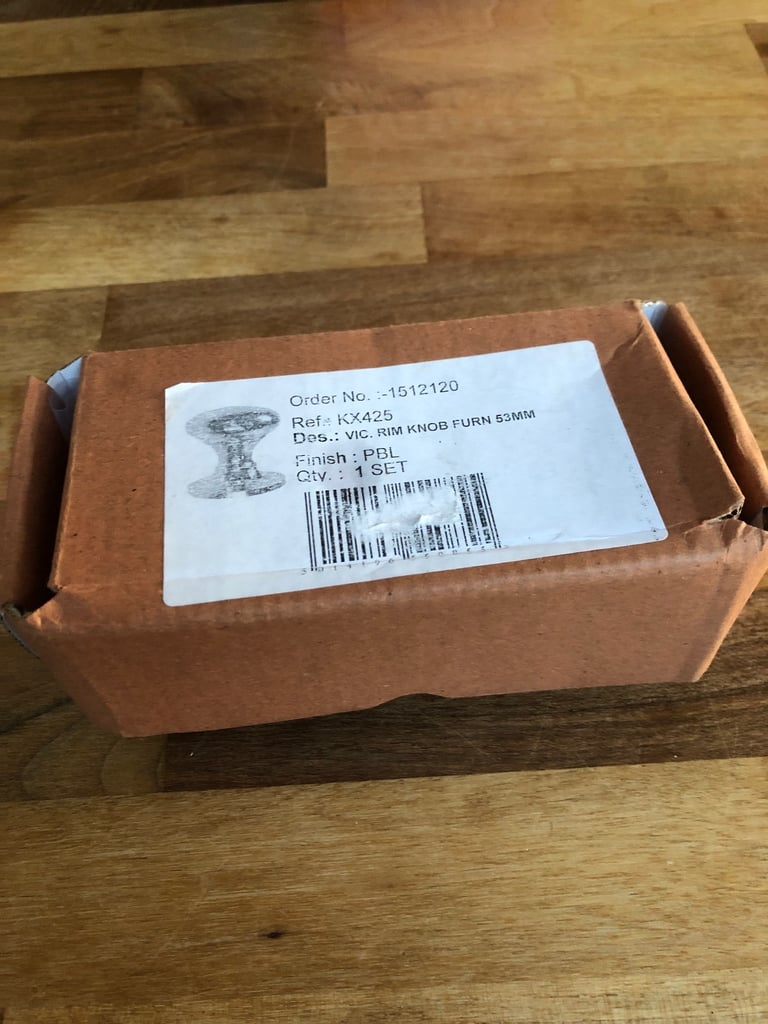 Order No. :-1512120
Ref.: KX425
Des.: VIC. RIM KNOB FURN 53MM
Finish : PBL
Qty. : 1 SET